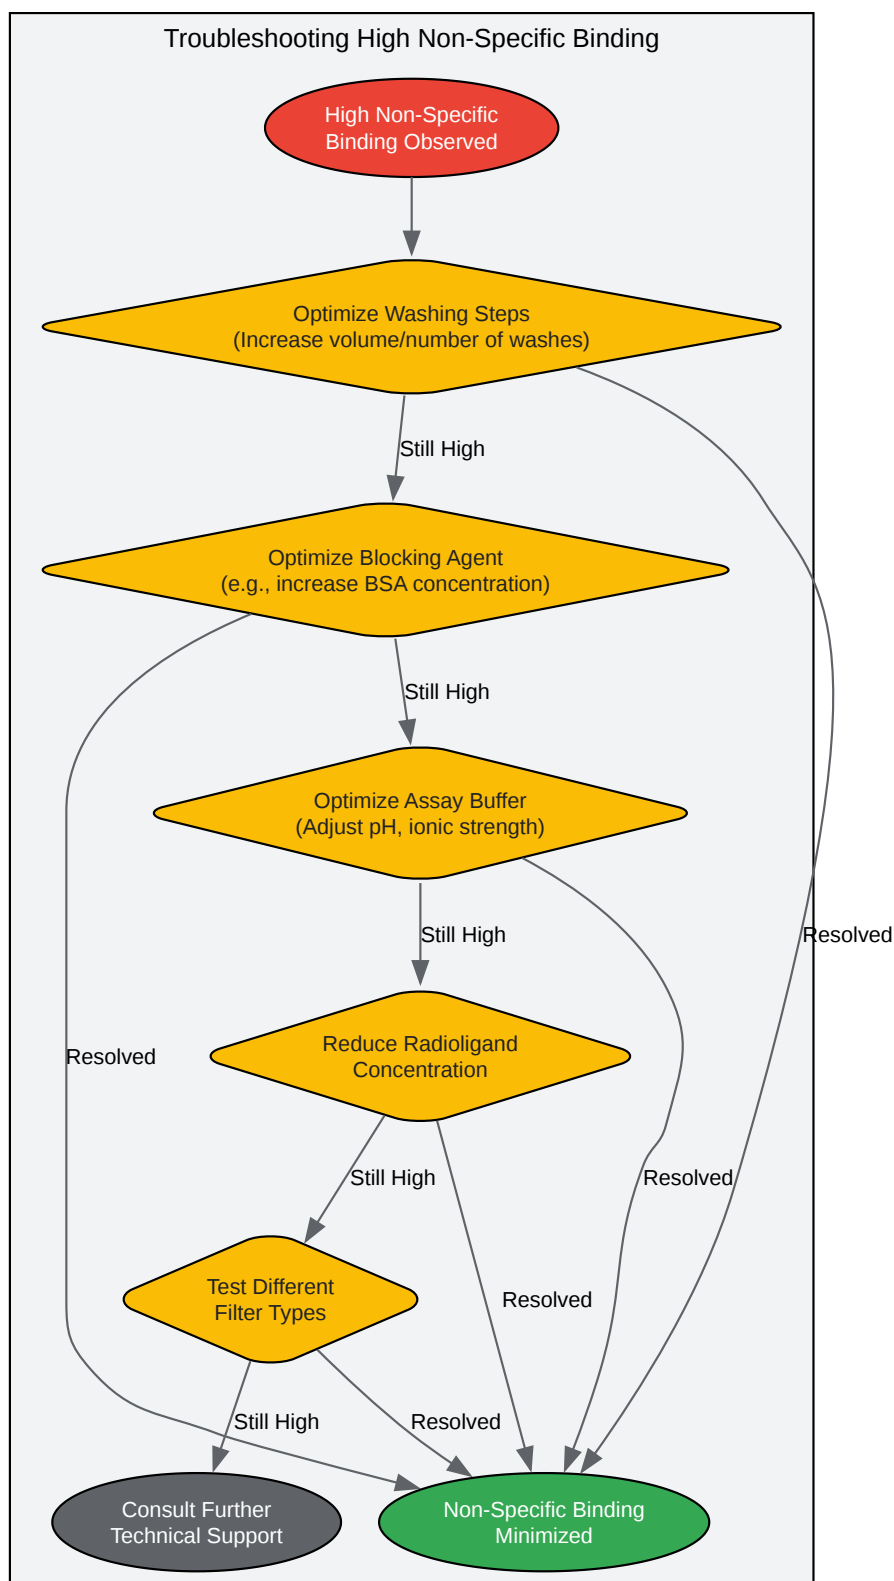 Troubleshooting High Non-Specific Binding
High Non-Specific
Binding Observed
Optimize Washing Steps
(Increase volume/number of washes)
Still High
Optimize Blocking Agent
(e.g., increase BSA concentration)
Still High
Optimize Assay Buffer
(Adjust pH, ionic strength)
Still High
Resolved
Reduce Radioligand
Concentration
Resolved
Still High
Resolved
Test Different
Filter Types
Resolved
Still High
Resolved
Consult Further
Technical Support
Non-Specific Binding
Minimized